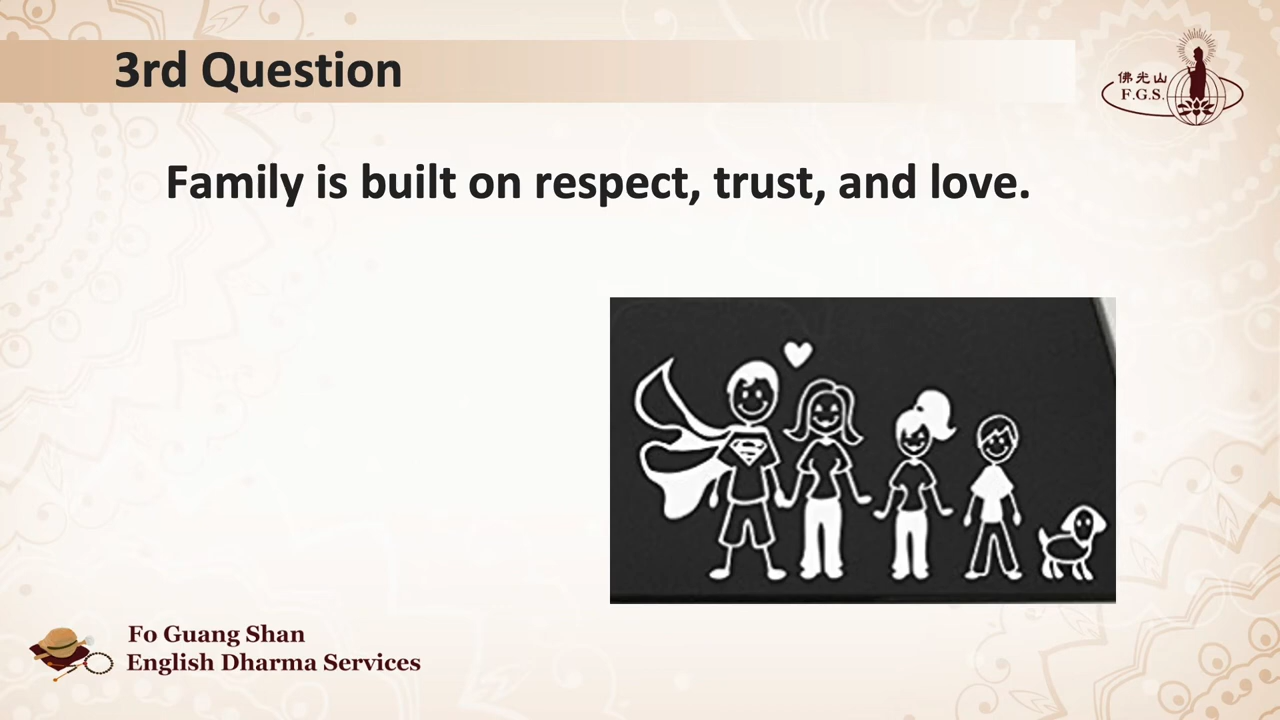 3rd Question
佛光山
F.G.S.
Family is built on respect, trust, and love.
Fo Guang Shan
English Dharma Services